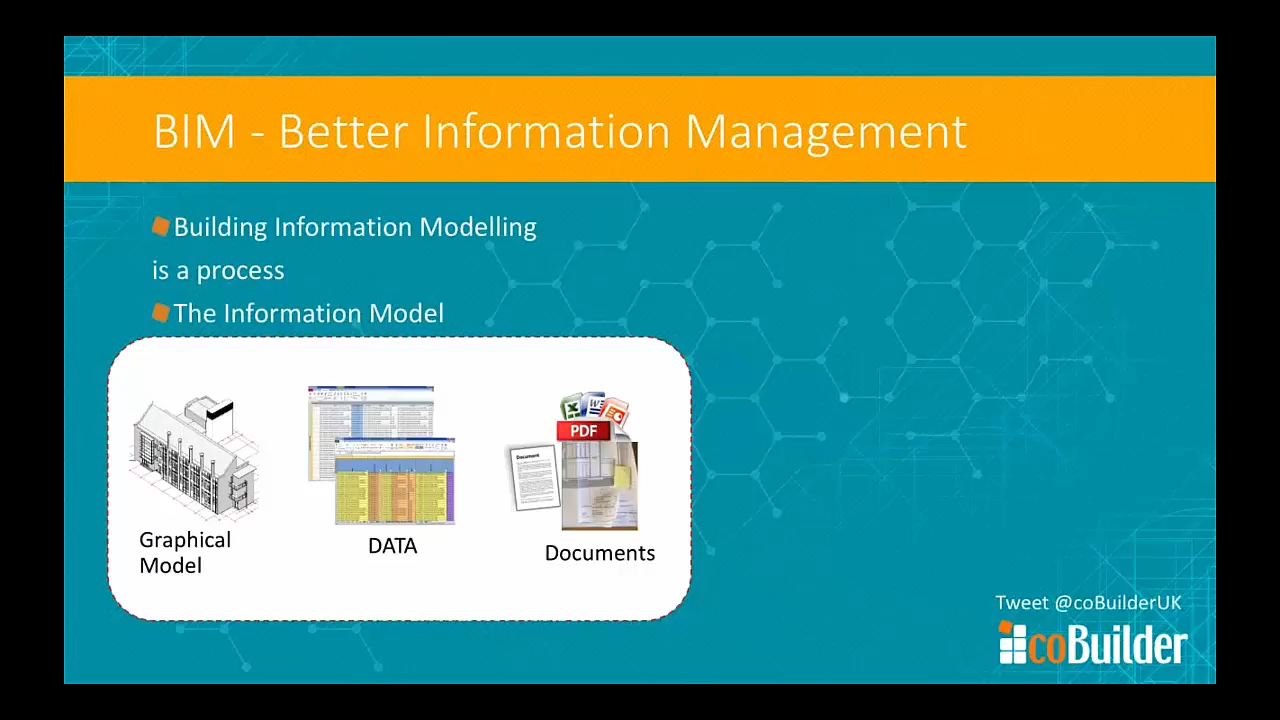 BIM - Better Information Management
Building Information Modelling
is a process
The Information Model
PDF
Document
Graphical
Model
DATA
Documents
Tweet @coBuilderUK
coBuilder